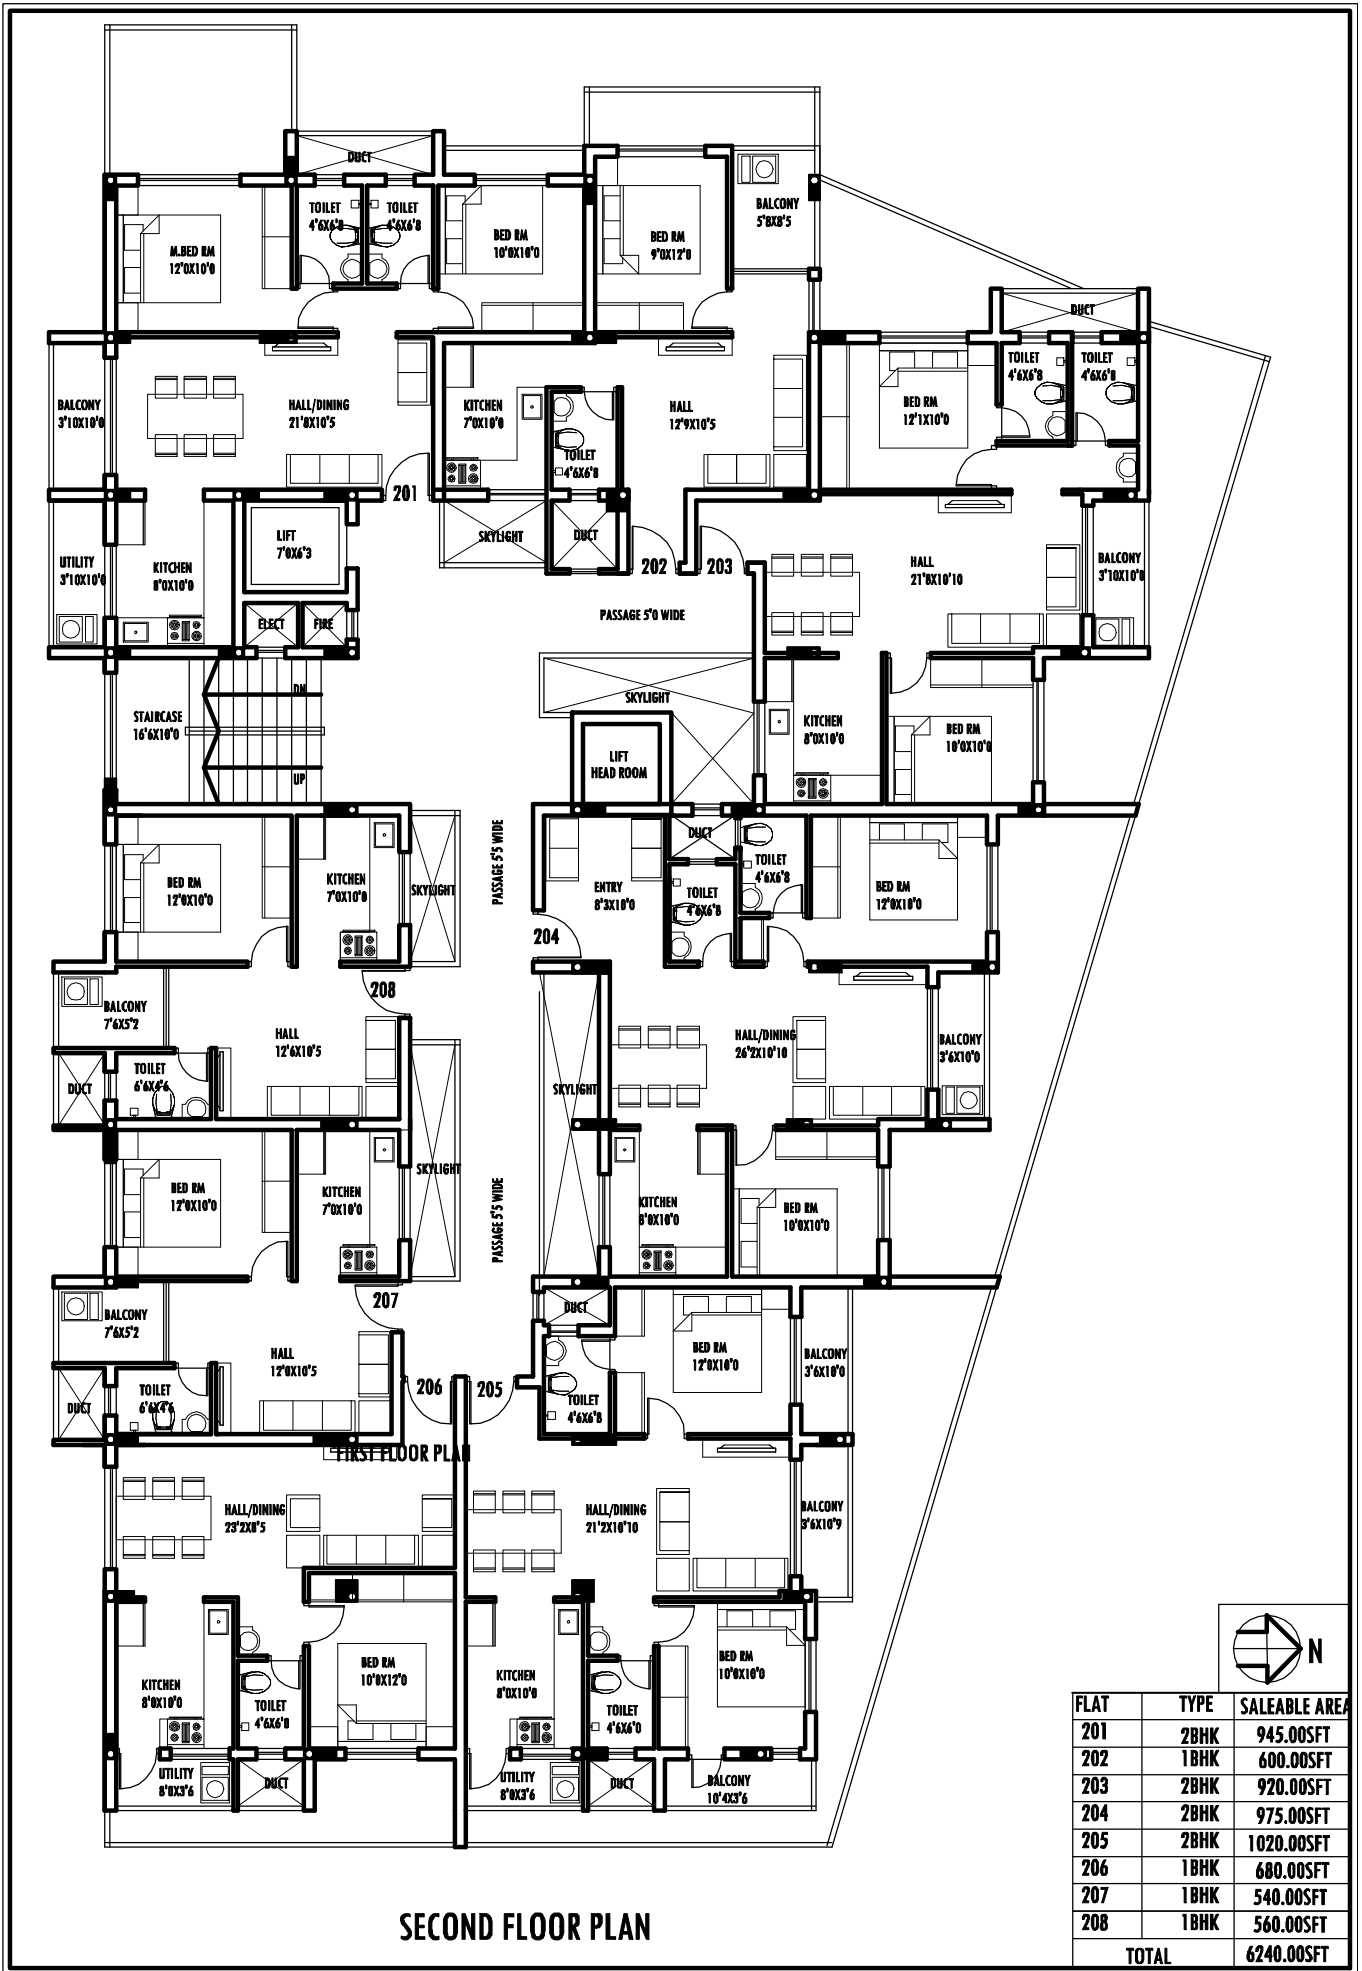 DUCT
TOILET
4'6X6'8
TOILET
4'6X6'8
M.BED RM
12'0X10'0
BED RM
10'0X10'0
BED RM
9'0X12'0
BALCONY
5'8X8'5
DUCT
BALCONY
3'10X10'0
HALL/DINING
21'8X10'5
KITCHEN
7'0X10'0
TOILET
4'6X6'8
HALL
12'9X10'5
BED RM
12'1X10'0
TOILET
4'6X6'8
TOILET
4'6X6'8
201
UTILITY
3'10X10'0
KITCHEN
8'0X10'0
LIFT
7'0X6'3
SKYLIGHT
DUCT
202
203
HALL
21'8X10'10
BALCONY
3'10X10'0
ELECT
FIRE
PASSAGE 5'0 WIDE
STAIRCASE
16'6X10'0
DN
UP
SKYLIGHT
LIFT
HEAD ROOM
KITCHEN
8'0X10'0
BED RM
10'0X10'0
BED RM
12'0X10'0
KITCHEN
7'0X10'0
SKYLIGHT
PASSAGE 5'5 WIDE
ENTRY
8'3X10'0
DUCT
TOILET
4'6X6'8
TOILET
4'6X6'8
BED RM
12'0X10'0
204
208
BALCONY
7'6X5'2
HALL
12'6X10'5
DUCT
TOILET
6'6X4'6
SKYLIGHT
HALL/DINING
26'2X10'10
BALCONY
3'6X10'0
BED RM
12'0X10'0
KITCHEN
7'0X10'0
SKYLIGHT
PASSAGE 5'5 WIDE
KITCHEN
8'0X10'0
BED RM
10'0X10'0
207
BALCONY
7'6X5'2
HALL
12'0X10'5
DUCT
TOILET
6'6X4'6
DUCT
BED RM
12'0X10'0
BALCONY
3'6X10'0
206
205
TOILET
4'6X6'8
FIRST FLOOR PLAN
HALL/DINING
23'2X8'5
HALL/DINING
21'2X10'10
BALCONY
3'6X10'9
KITCHEN
8'0X10'0
TOILET
4'6X6'0
BED RM
10'0X12'0
KITCHEN
8'0X10'0
TOILET
4'6X6'0
BED RM
10'0X10'0
UTILITY
8'0X3'6
DUCT
UTILITY
8'0X3'6
DUCT
BALCONY
10'4X3'6
N
FLAT TYPE SALEABLE AREA
201 2BHK 945.00SFT
202 1BHK 600.00SFT
203 2BHK 920.00SFT
204 2BHK 975.00SFT
205 2BHK 1020.00SFT
206 1BHK 680.00SFT
207 1BHK 540.00SFT
208 1BHK 560.00SFT
TOTAL 6240.00SFT
SECOND FLOOR PLAN